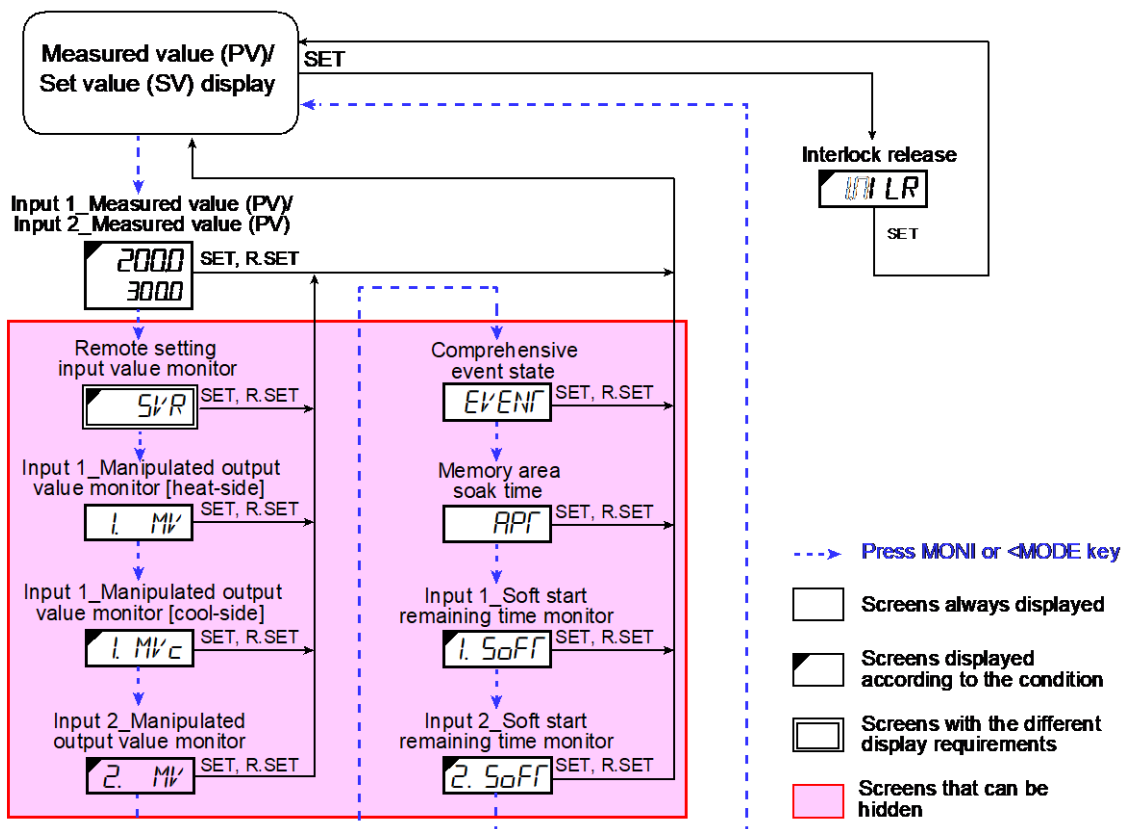 Measured value (PV)/
Set value (SV) display
SET
Interlock release
ILR
SET
Input 1_Measured value (PV)/
Input 2_Measured value (PV)
200.0
300.0
SET, R.SET
Remote setting
input value monitor
SVR
SET, R.SET
Input 1_Manipulated output
value monitor [heat-side]
1. MV
SET, R.SET
Input 1_Manipulated output
value monitor [cool-side]
1. MVc
SET, R.SET
Input 2_Manipulated
output value monitor
2. MV
SET, R.SET
Comprehensive
event state
EVENT
SET, R.SET
Memory area
soak time
APT
SET, R.SET
Input 1_Soft start
remaining time monitor
1. SoFT
SET, R.SET
Input 2_Soft start
remaining time monitor
2. SoFT
SET, R.SET
Press MONI or <MODE key
Screens always displayed
Screens displayed
according to the condition
Screens with the different
display requirements
Screens that can be
hidden